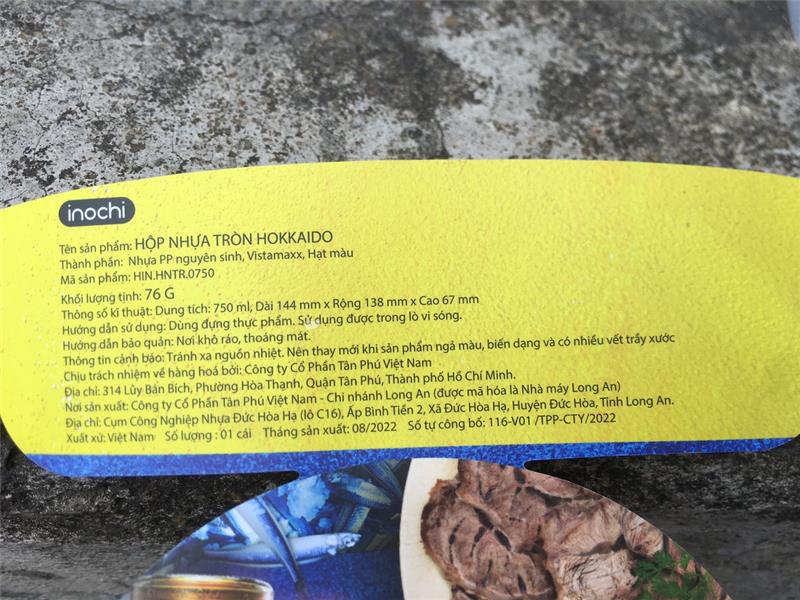 inochi
Tên sản phẩm: HỘP NHỰA TRÒN HOKKAIDO
Thành phần: Nhựa PP nguyên sinh, Vistamaxx, Hạt màu
Mã sản phẩm: HIN.HNTR.0750
Khối lượng tịnh: 76 G
Thông số kĩ thuật: Dung tích: 750 ml, Dài 144 mm x Rộng 138 mm x Cao 67 mm
Hướng dẫn sử dụng: Dùng đựng thực phẩm. Sử dụng được trong lò vi sóng.
Hướng dẫn bảo quản: Nơi khô ráo, thoáng mát.
Thông tin cảnh báo: Tránh xa nguồn nhiệt. Nên thay mới khi sản phẩm ngả màu, biến dạng và có nhiều vết trầy xước
Chịu trách nhiệm về hàng hoá bởi: Công ty Cổ Phần Tân Phú Việt Nam
Địa chỉ: 314 Lũy Bán Bích, Phường Hòa Thạnh, Quận Tân Phú, Thành phố Hồ Chí Minh.
Nơi sản xuất: Công ty Cổ Phần Tân Phú Việt Nam - Chi nhánh Long An (được mã hóa là Nhà máy Long An)
Địa chỉ: Cụm Công Nghiệp Nhựa Đức Hòa Hạ (lô C16), Ấp Bình Tiền 2, Xã Đức Hòa Hạ, Huyện Đức Hòa, Tỉnh Long An.
Xuất xứ: Việt Nam Số lượng : 01 cái Tháng sản xuất: 08/2022 Số tự công bố: 116-V01 /TPP-CTY/2022